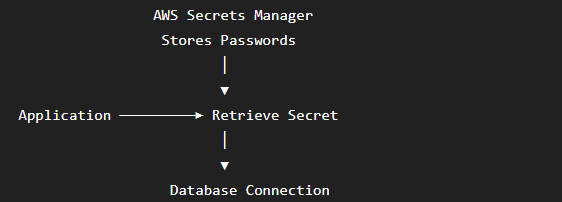 AWS Secrets Manager
Stores Passwords
Application ─────────► Retrieve Secret
Database Connection